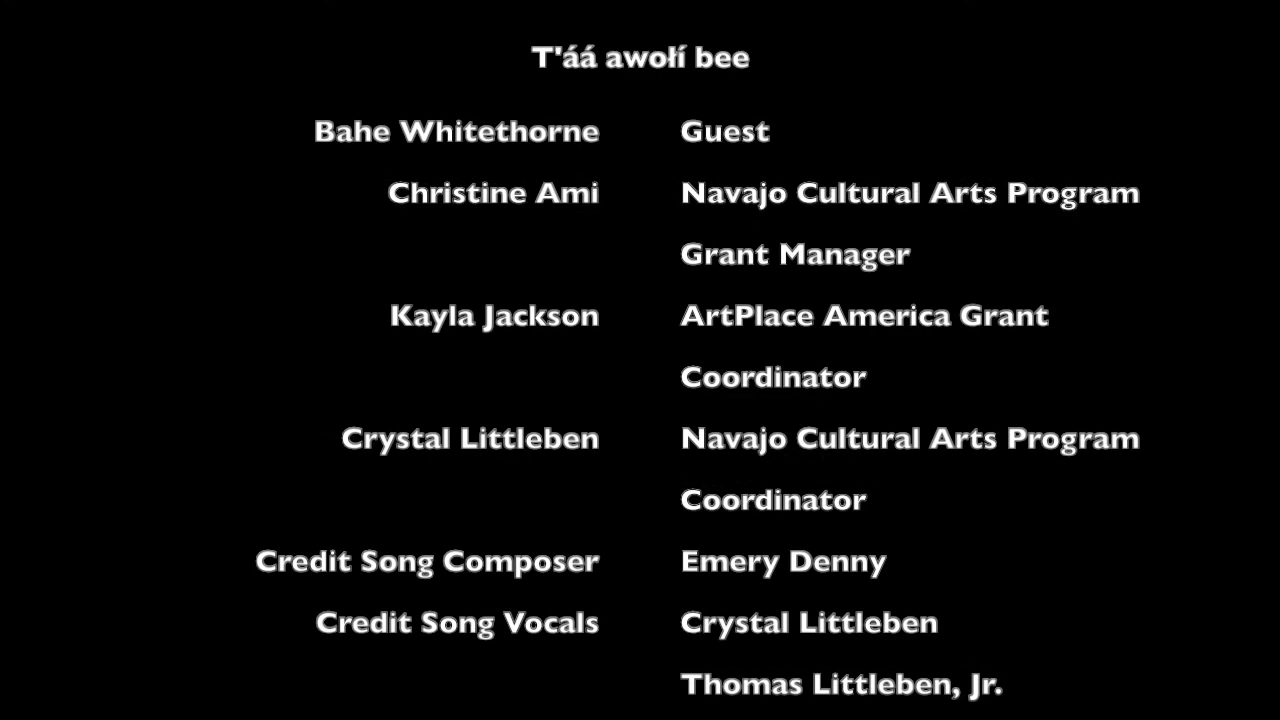 T'áá awołí bee
Bahe Whitethorne Guest
Christine Ami Navajo Cultural Arts Program
Grant Manager
Kayla Jackson ArtPlace America Grant
Coordinator
Crystal Littleben Navajo Cultural Arts Program
Coordinator
Credit Song Composer Emery Denny
Credit Song Vocals Crystal Littleben
Thomas Littleben, Jr.